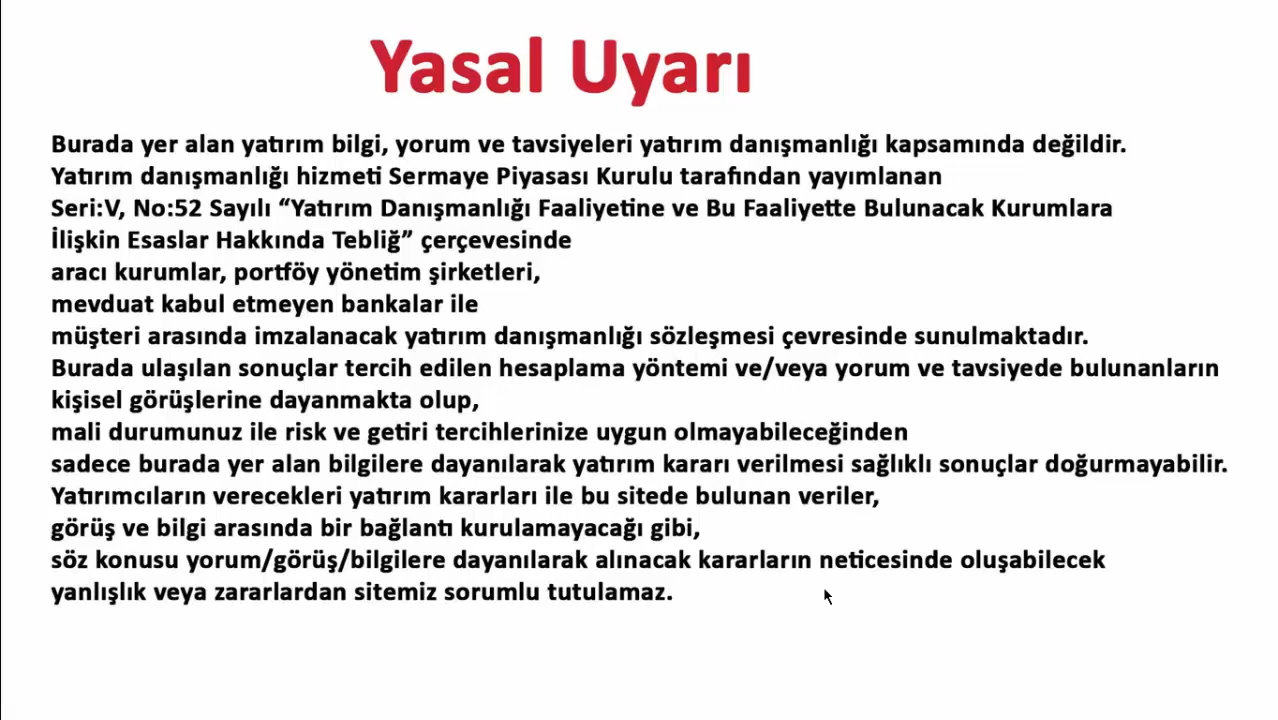 Yasal Uyarı
Burada yer alan yatırım bilgi, yorum ve tavsiyeleri yatırım danışmanlığı kapsamında değildir.
Yatırım danışmanlığı hizmeti Sermaye Piyasası Kurulu tarafından yayımlanan
Seri:V, No:52 Sayılı “Yatırım Danışmanlığı Faaliyetine ve Bu Faaliyette Bulunacak Kurumlara
İlişkin Esaslar Hakkında Tebliğ” çerçevesinde
aracı kurumlar, portföy yönetim şirketleri,
mevduat kabul etmeyen bankalar ile
müşteri arasında imzalanacak yatırım danışmanlığı sözleşmesi çevresinde sunulmaktadır.
Burada ulaşılan sonuçlar tercih edilen hesaplama yöntemi ve/veya yorum ve tavsiyede bulunanların
kişisel görüşlerine dayanmakta olup,
mali durumunuz ile risk ve getiri tercihlerinize uygun olmayabileceğinden
sadece burada yer alan bilgilere dayanılarak yatırım kararı verilmesi sağlıklı sonuçlar doğurmayabilir.
Yatırımcıların verecekleri yatırım kararları ile bu sitede bulunan veriler,
görüş ve bilgi arasında bir bağlantı kurulamayacağı gibi,
söz konusu yorum/görüş/bilgilere dayanılarak alınacak kararların neticesinde oluşabilecek
yanlışlık veya zararlardan sitemiz sorumlu tutulamaz.